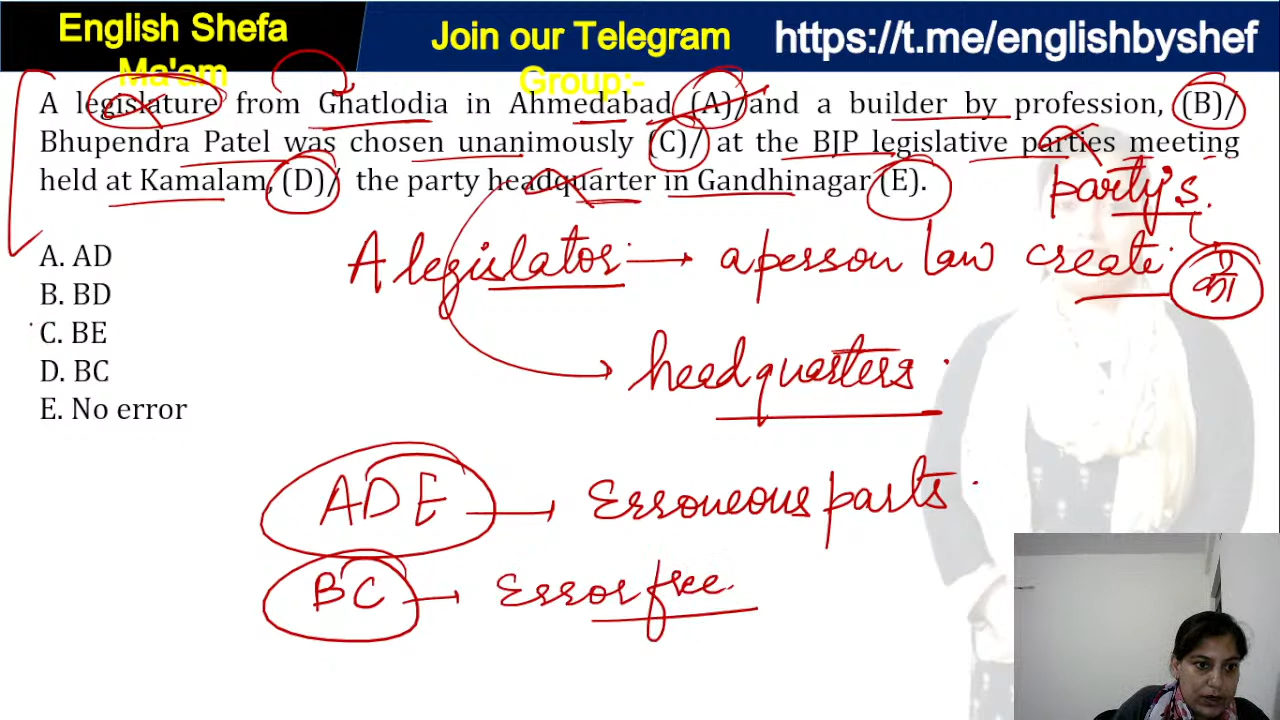 English Shefa Ma'am
Join our Telegram Group:-
https://t.me/englishbyshef
A legislature from Ghatlodia in Ahmedabad (A)/and a builder by profession, (B)/
Bhupendra Patel was chosen unanimously (C)/ at the BJP legislative parties meeting
held at Kamalam, (D)/ the party headquarter in Gandhinagar (E).
party's.
A legislator → a person law create.
का
A. AD
B. BD
C. BE
D. BC
E. No error
headquarters.
ADE → Erroneous parts.
BC → Error free.